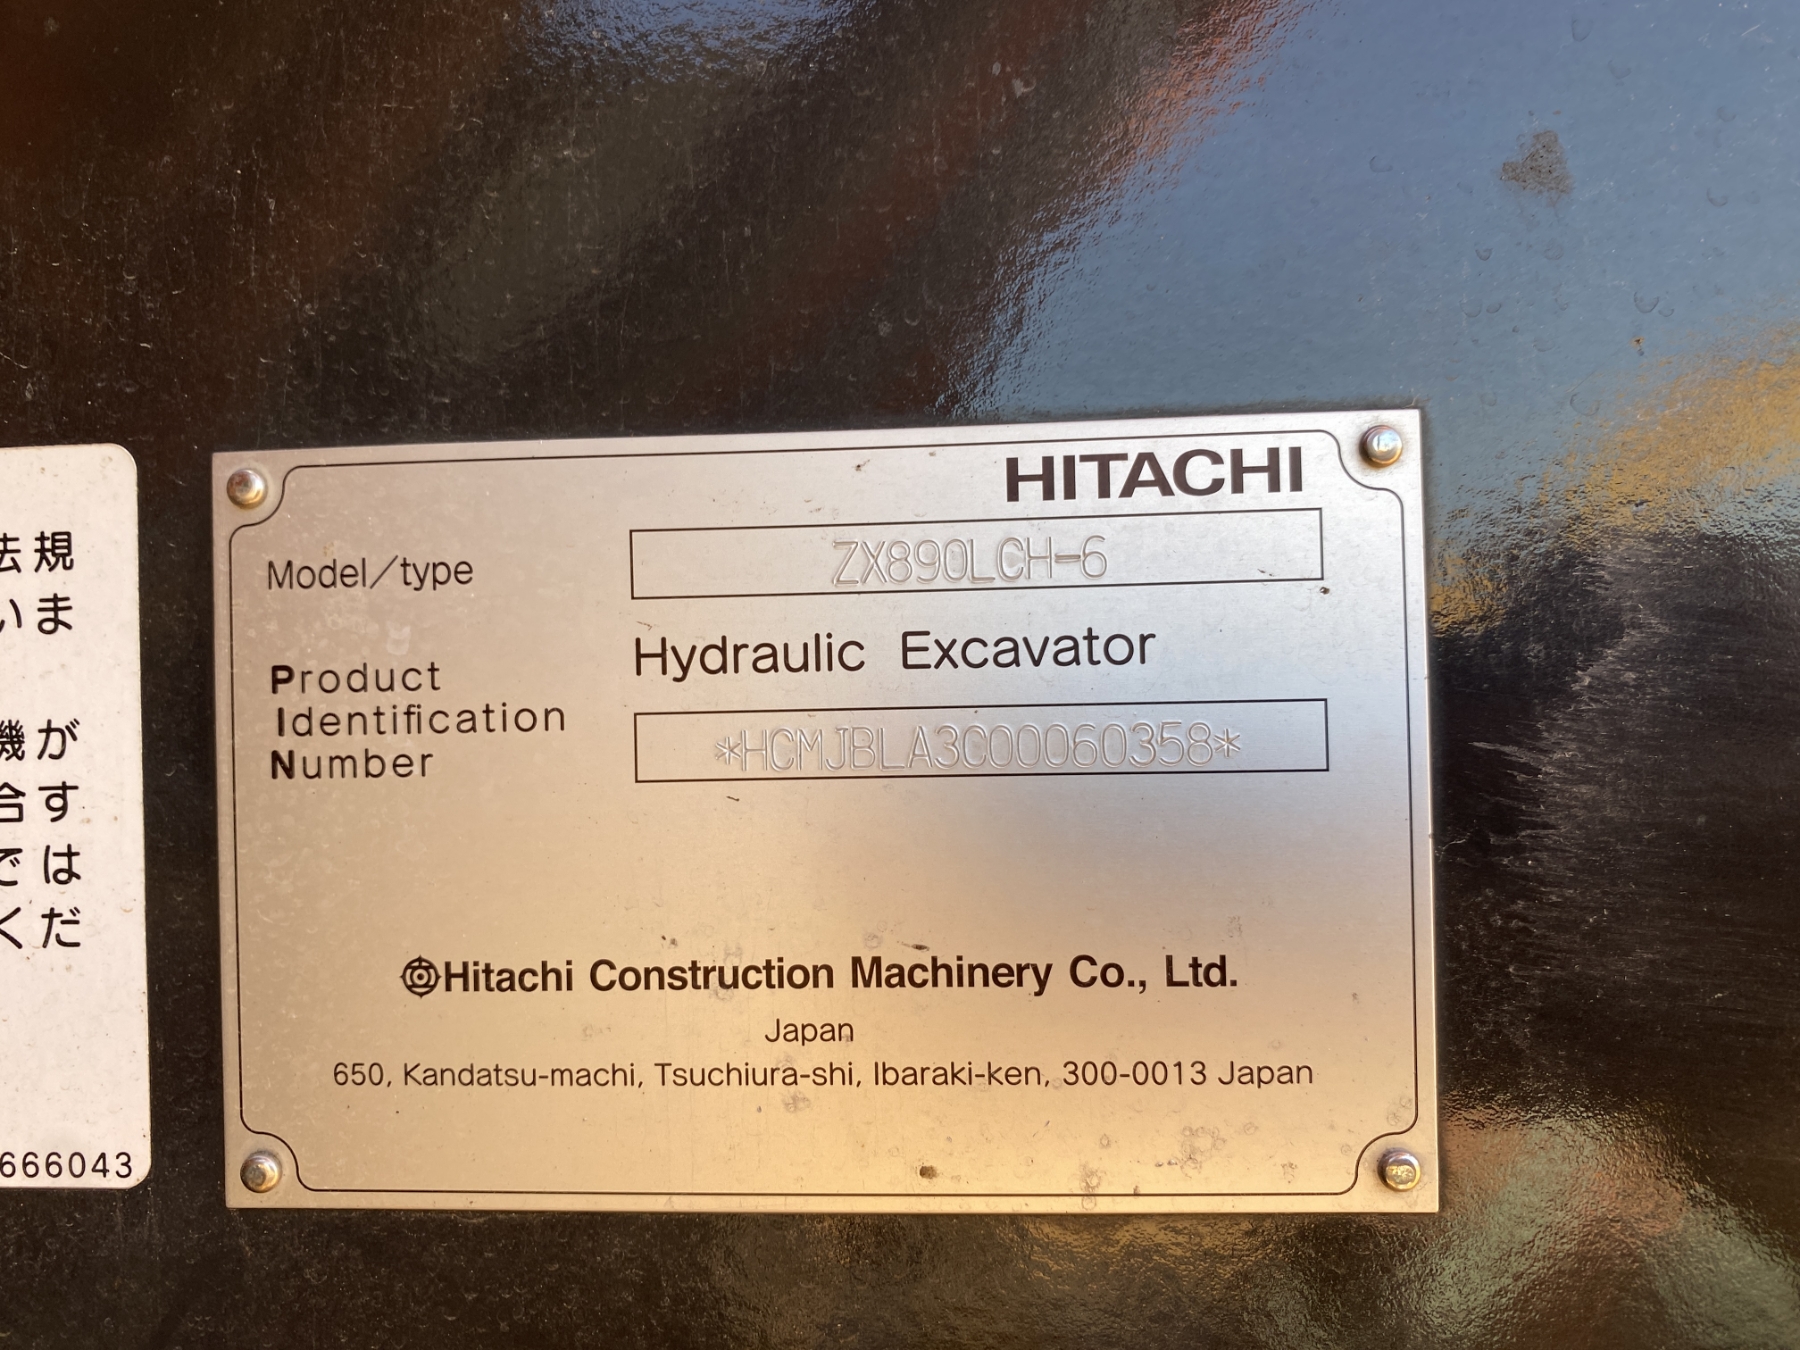 法規
いま
機が
合す
では
くだ
666043
HITACHI
Model/type
ZX890LCH-6
Hydraulic Excavator
Product
Identification
Number
*HCMJBLA3C00060358*
Hitachi Construction Machinery Co., Ltd.
Japan
650, Kandatsu-machi, Tsuchiura-shi, Ibaraki-ken, 300-0013 Japan